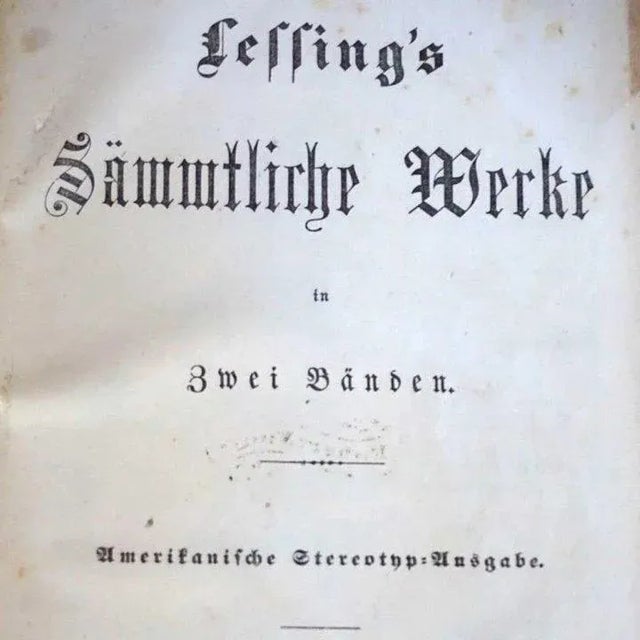 Leſſing's
Sämmtliche Werke
in
Zwei Bänden.
Amerikaniſche Stereotyp=Ausgabe.